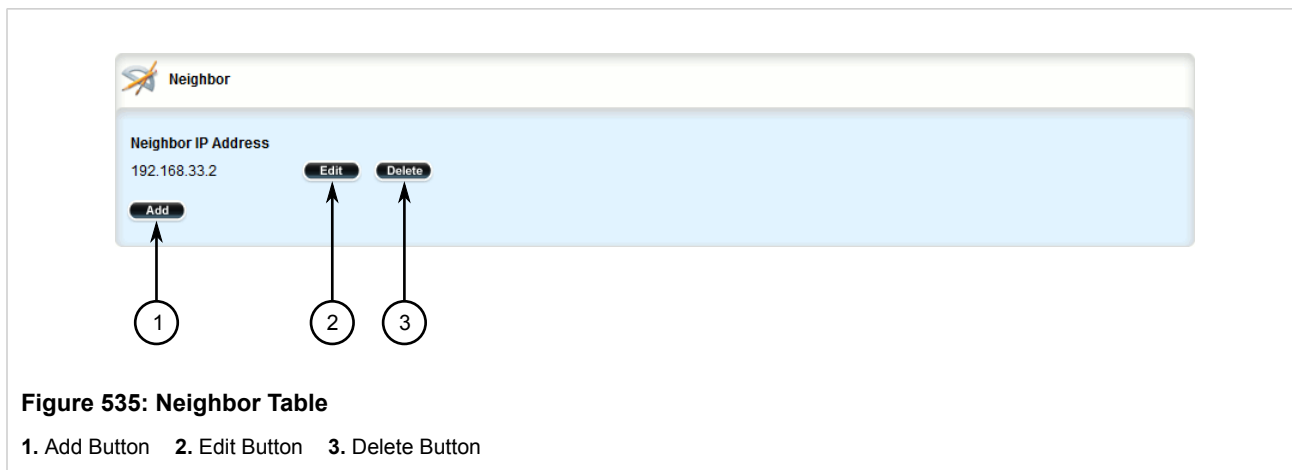 Neighbor
Neighbor IP Address
192.168.33.2 Edit Delete
Add
1 2 3
Figure 535: Neighbor Table
1. Add Button 2. Edit Button 3. Delete Button